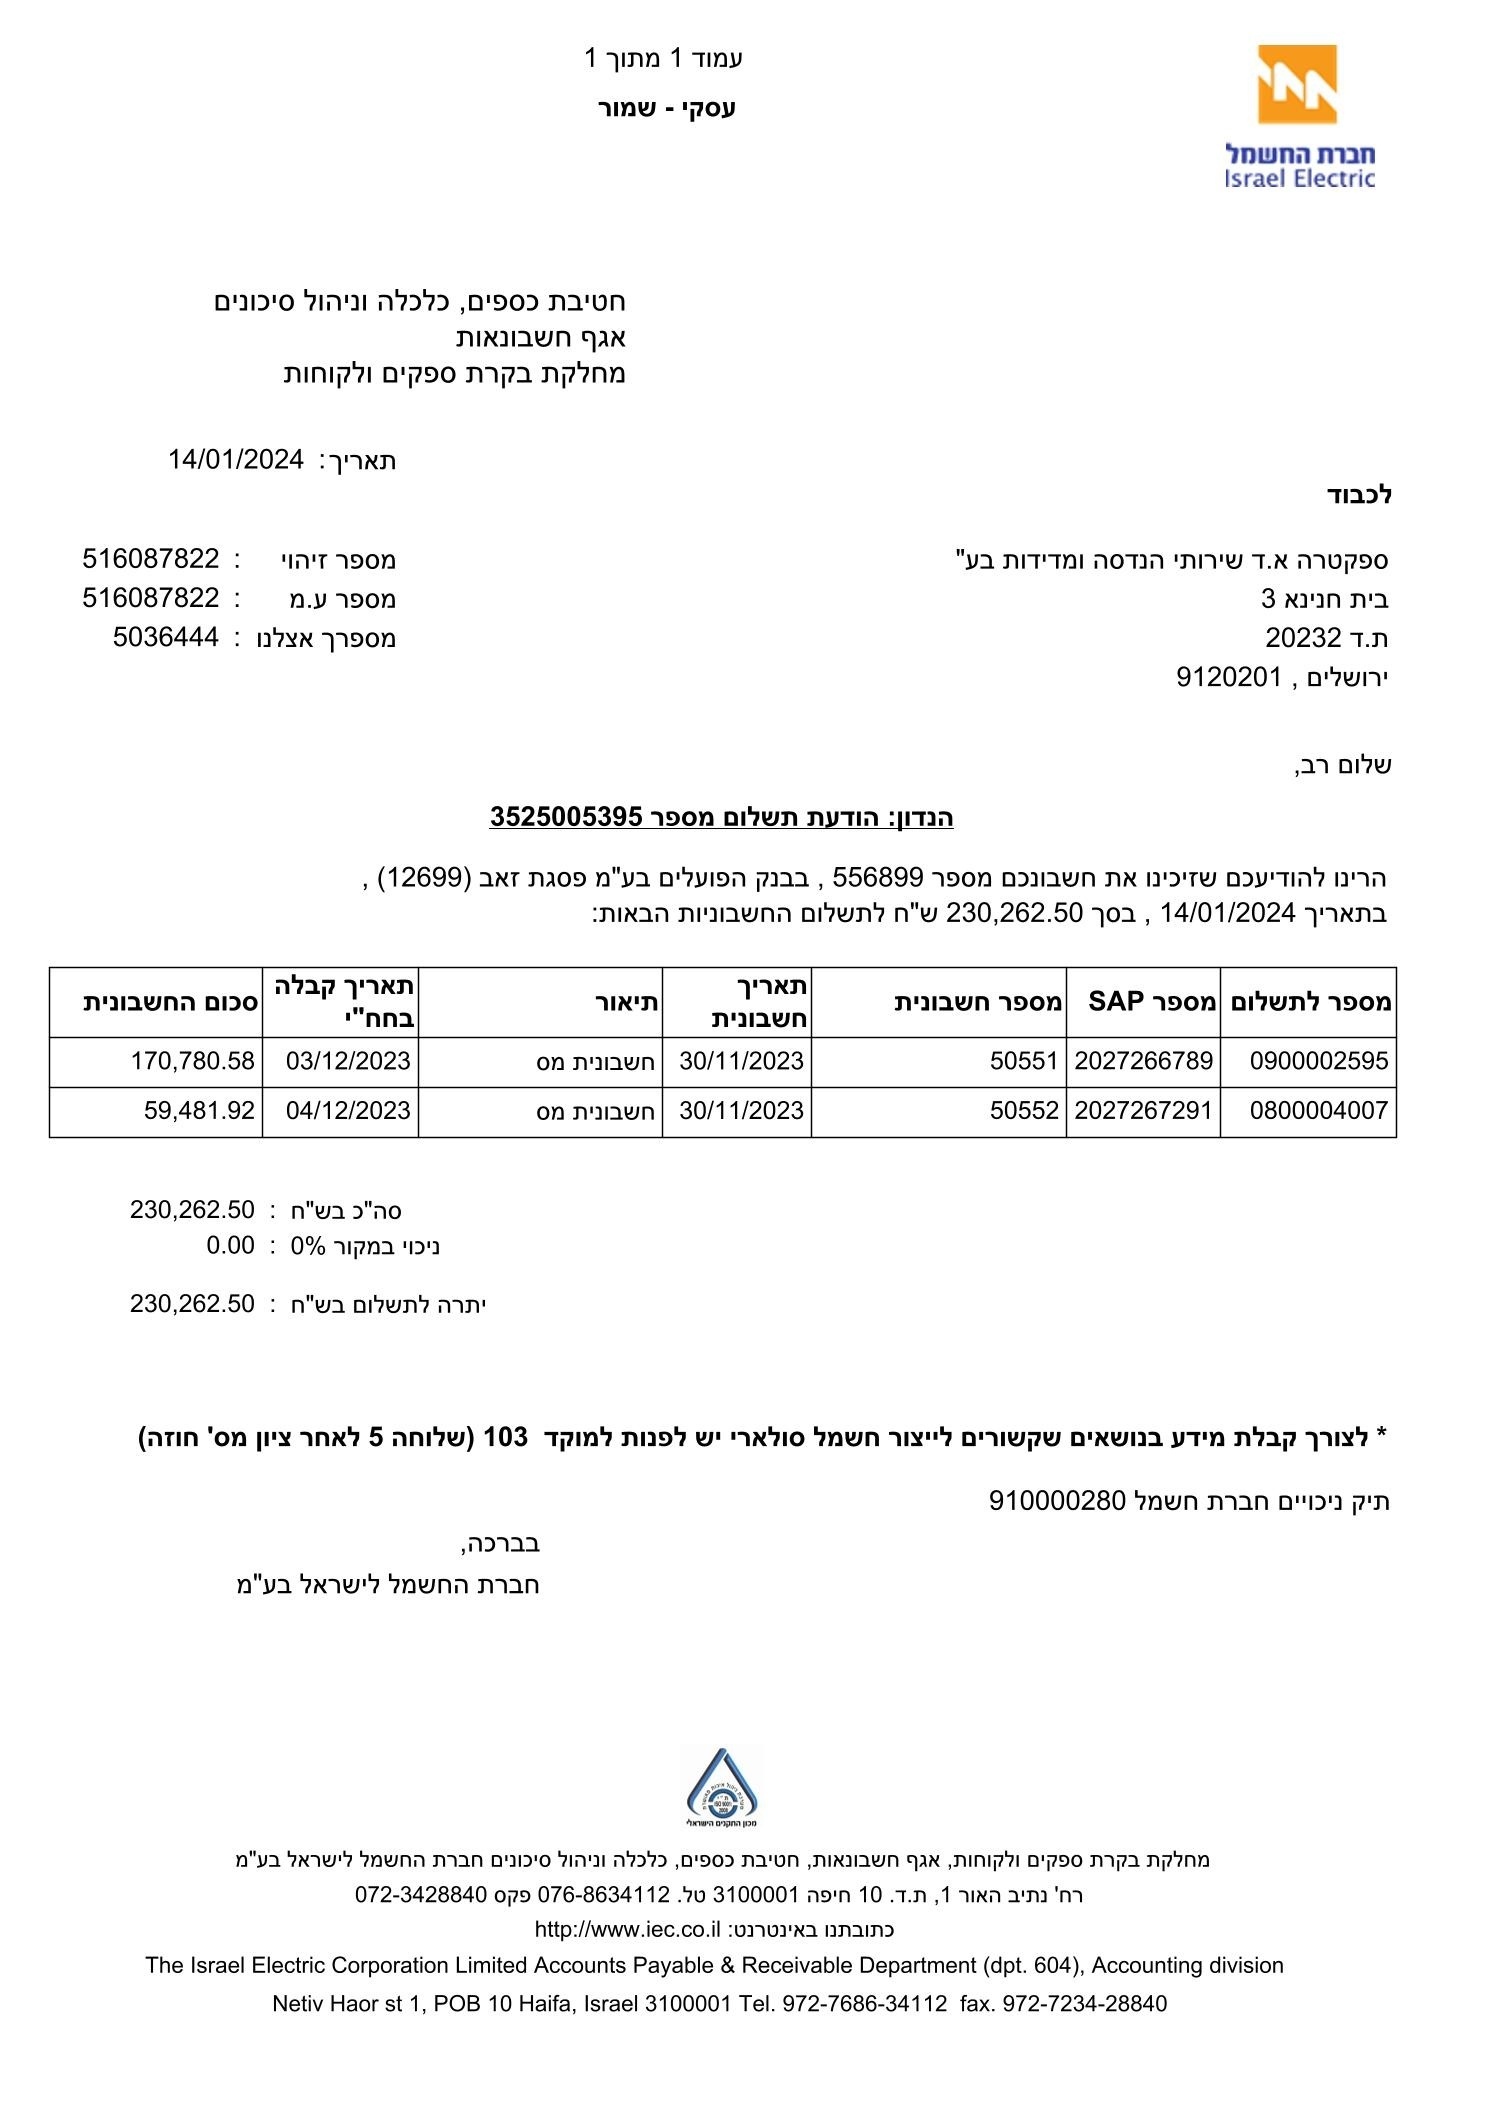 עמוד 1 מתוך 1
עסקי - שמור
חברת החשמל
Israel Electric
חטיבת כספים, כלכלה וניהול סיכונים
אגף חשבונאות
מחלקת בקרת ספקים ולקוחות
תאריך: 14/01/2024
לכבוד
ספקטרה א.ד שירותי הנדסה ומדידות בע" מספר זיהוי : 516087822
בית חנינא 3 מספר ע.מ : 516087822
ת.ד 20232 מספרך אצלנו : 5036444
ירושלים , 9120201
שלום רב,
הנדון: הודעת תשלום מספר 3525005395
הרינו להודיעכם שזיכינו את חשבונכם מספר 556899 , בבנק הפועלים בע"מ פסגת זאב (12699) ,
בתאריך 14/01/2024 , בסך 230,262.50 ש"ח לתשלום החשבוניות הבאות:
מספר לתשלום מספר SAP מספר חשבונית תאריך חשבונית תיאור תאריך קבלה בחח"י סכום החשבונית
0900002595 2027266789 50551 30/11/2023 חשבונית מס 03/12/2023 170,780.58
0800004007 2027267291 50552 30/11/2023 חשבונית מס 04/12/2023 59,481.92
סה"כ בש"ח : 230,262.50
ניכוי במקור 0% : 0.00
יתרה לתשלום בש"ח : 230,262.50
* לצורך קבלת מידע בנושאים שקשורים לייצור חשמל סולארי יש לפנות למוקד 103 (שלוחה 5 לאחר ציון מס' חוזה)
תיק ניכויים חברת חשמל 910000280
בברכה,
חברת החשמל לישראל בע"מ
ISO 9001
2008
מכון התקנים הישראלי
מחלקת בקרת ספקים ולקוחות, אגף חשבונאות, חטיבת כספים, כלכלה וניהול סיכונים חברת החשמל לישראל בע"מ
רח' נתיב האור 1, ת.ד. 10 חיפה 3100001 טל. 076-8634112 פקס 072-3428840
כתובתנו באינטרנט: http://www.iec.co.il
The Israel Electric Corporation Limited Accounts Payable & Receivable Department (dpt. 604), Accounting division
Netiv Haor st 1, POB 10 Haifa, Israel 3100001 Tel. 972-7686-34112 fax. 972-7234-28840